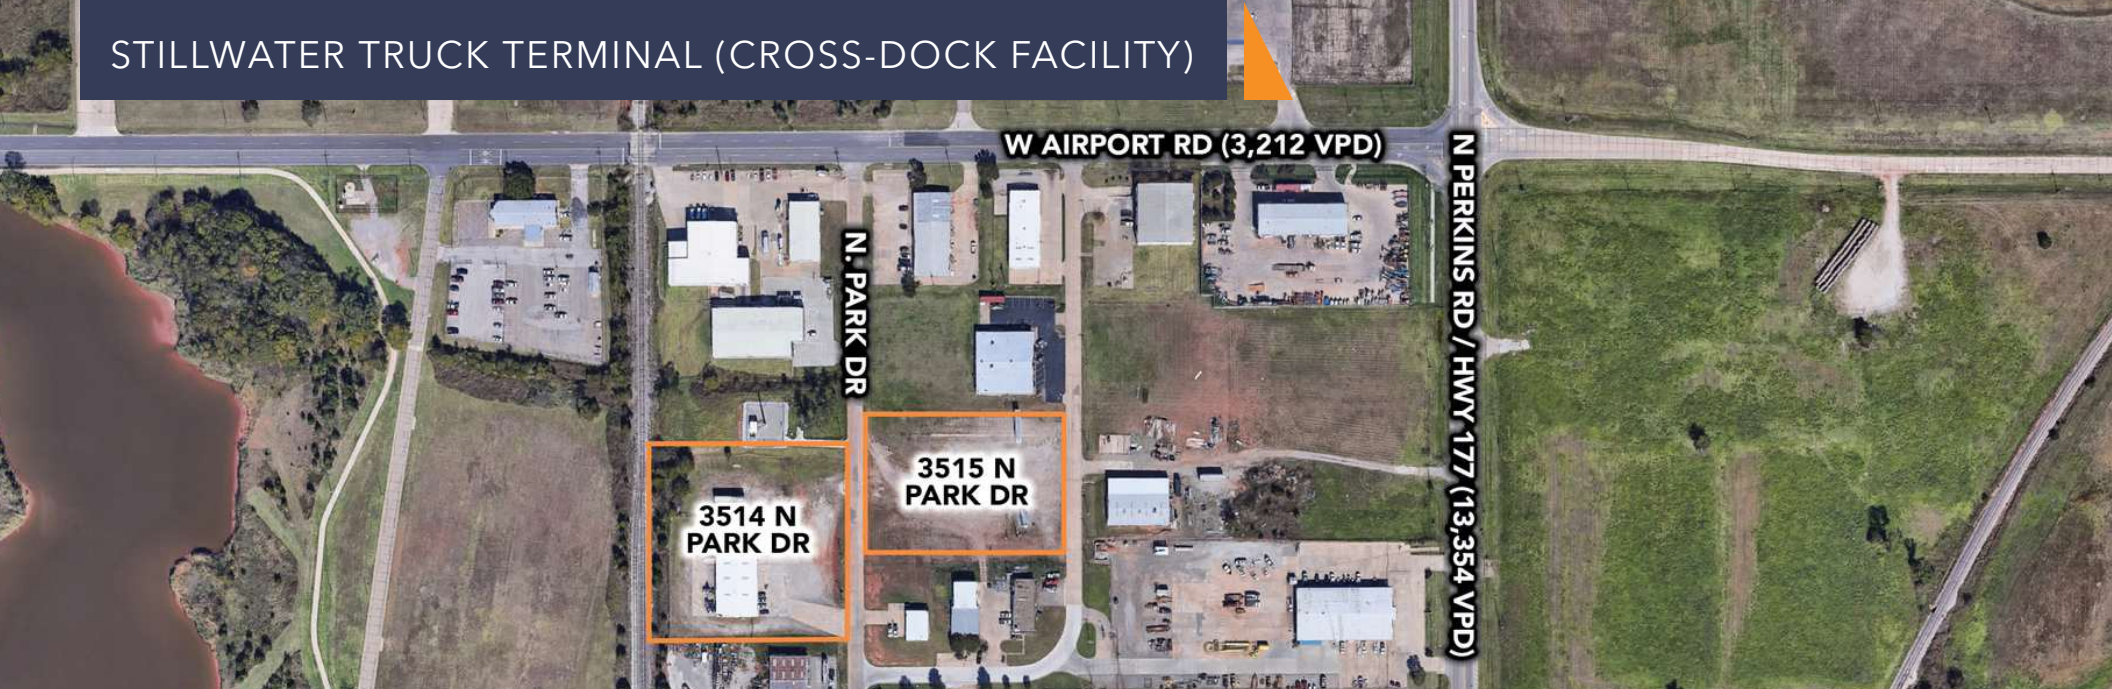 STILLWATER TRUCK TERMINAL (CROSS-DOCK FACILITY)
W AIRPORT RD (3,212 VPD)
N PERKINS RD / HWY 177 (13,354 VPD)
N. PARK DR
3515 N
PARK DR
3514 N
PARK DR